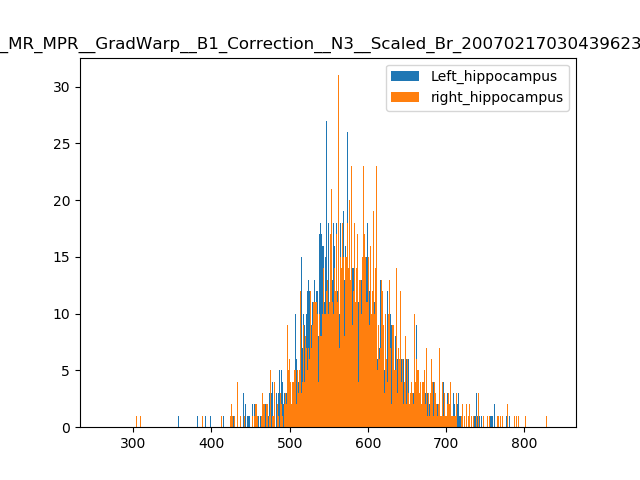 _MR_MPR__GradWarp__B1_Correction__N3__Scaled_Br_20070217030439623
Left_hippocampus
right_hippocampus
30
25
20
15
10
5
0
300 400 500 600 700 800